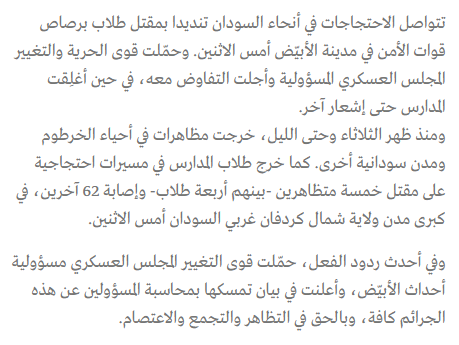 تتواصل الاحتجاجات في أنحاء السودان تنديدا بمقتل طلاب برصاص
قوات الأمن في مدينة الأبيّض أمس الاثنين. وحمّلت قوى الحرية والتغيير
المجلس العسكري المسؤولية وأجلت التفاوض معه، في حين أغلِقت
المدارس حتى إشعار آخر.
ومنذ ظهر الثلاثاء وحتى الليل، خرجت مظاهرات في أحياء الخرطوم
ومدن سودانية أخرى. كما خرج طلاب المدارس في مسيرات احتجاجية
على مقتل خمسة متظاهرين -بينهم أربعة طلاب- وإصابة 62 آخرين، في
كبرى مدن ولاية شمال كردفان غربي السودان أمس الاثنين.
وفي أحدث ردود الفعل، حمّلت قوى التغيير المجلس العسكري مسؤولية
أحداث الأبيّض، وأعلنت في بيان تمسكها بمحاسبة المسؤولين عن هذه
الجرائم كافة، وبالحق في التظاهر والتجمع والاعتصام.